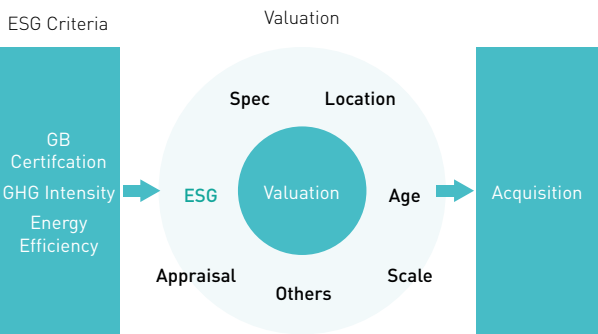 ESG Criteria
Valuation
GB
Certifcation
GHG Intensity
Energy
Efficiency
Spec
Location
ESG
Valuation
Age
Appraisal
Others
Scale
Acquisition